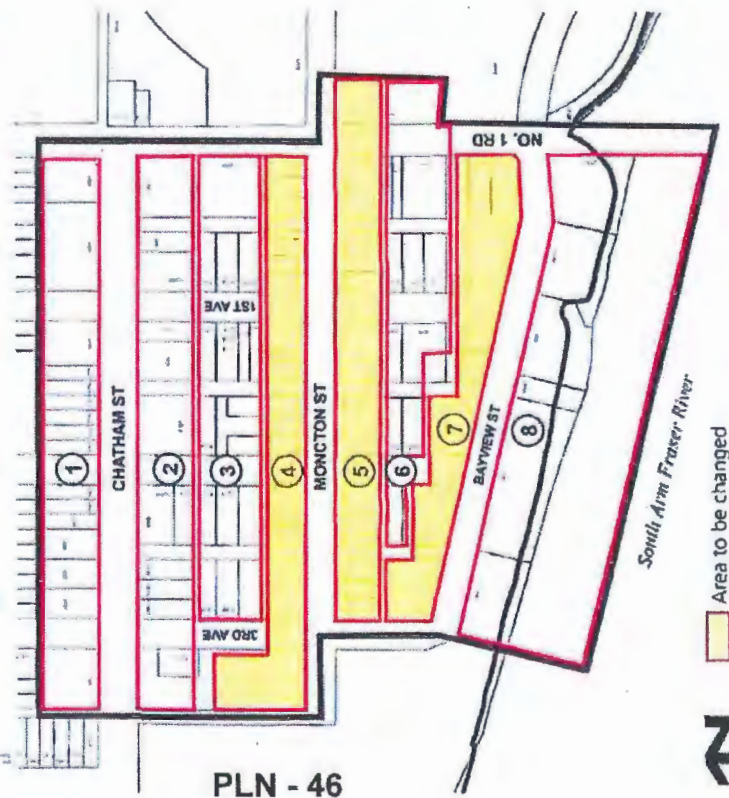 NO. 1 RD
1
CHATHAM ST
2
1ST AVE
3
4
MONCTON ST
5
6
7
BAYVIEW ST
8
3RD AVE
South Arm Fraser River
PLN - 46
Area to be changed